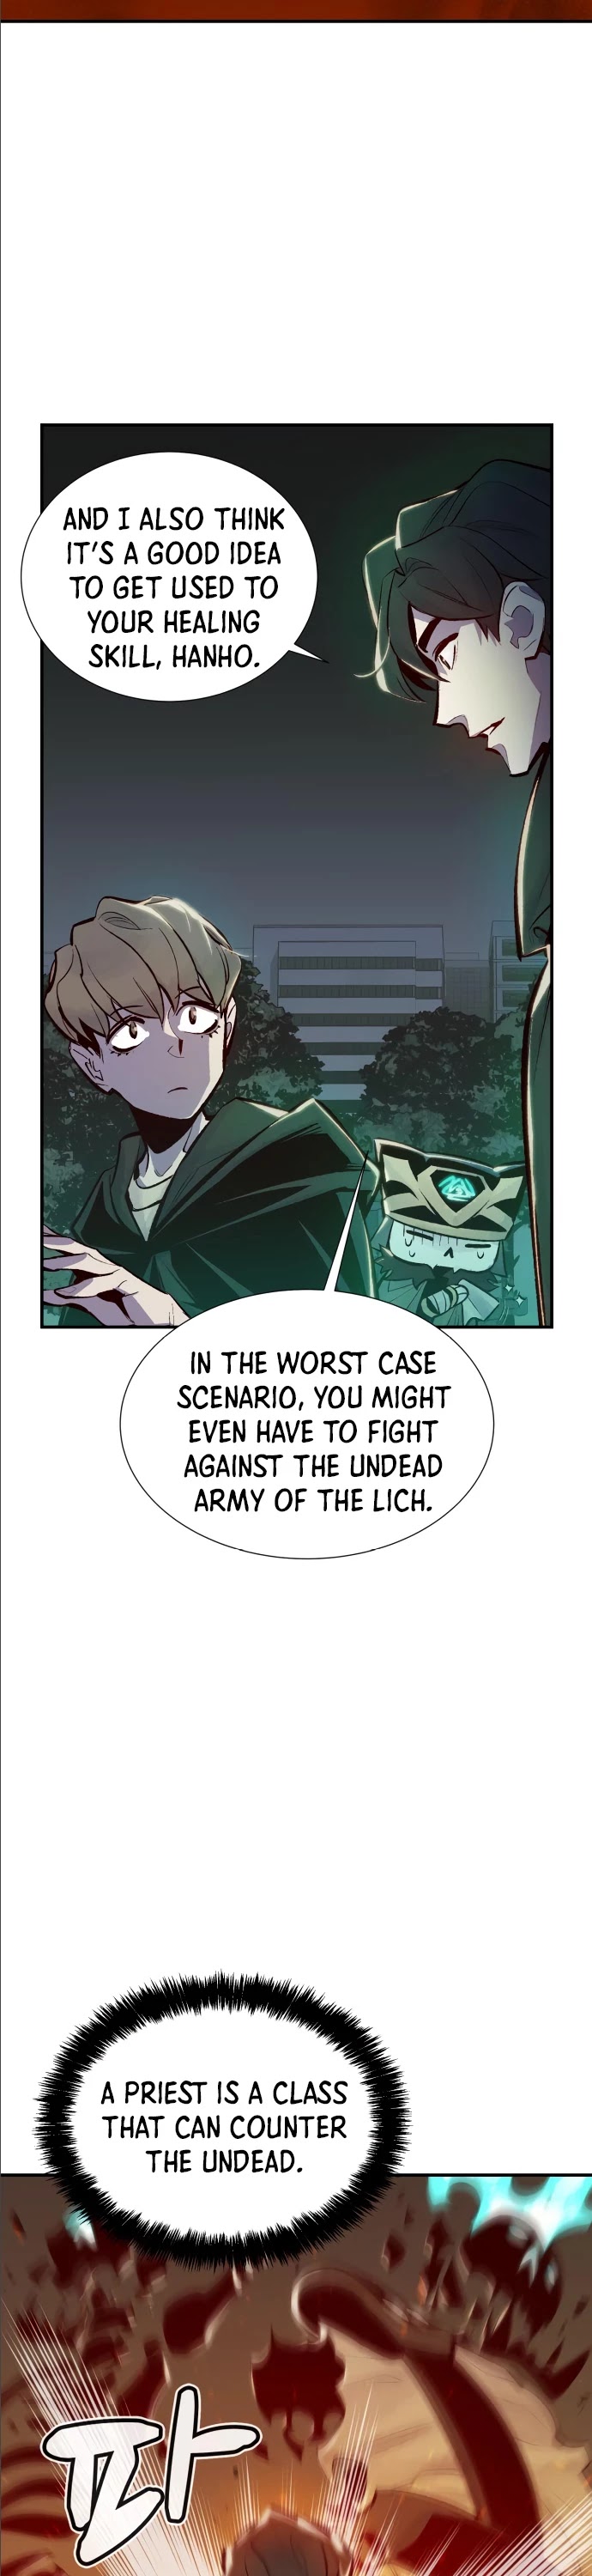 AND I ALSO THINK
IT'S A GOOD IDEA
TO GET USED TO
YOUR HEALING
SKILL, HANHO.
IN THE WORST CASE
SCENARIO, YOU MIGHT
EVEN HAVE TO FIGHT
AGAINST THE UNDEAD
ARMY OF THE LICH.
A PRIEST IS A CLASS
THAT CAN COUNTER
THE UNDEAD.
파